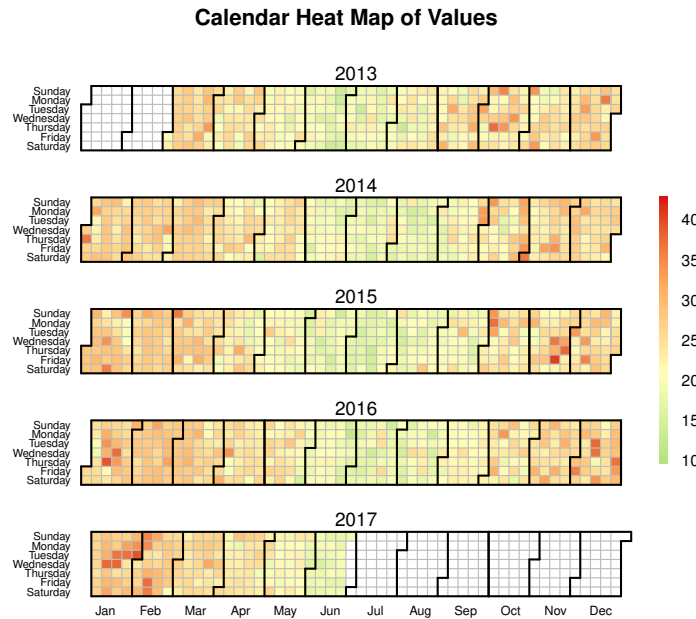 Calendar Heat Map of Values
2013
Sunday
Monday
Tuesday
Wednesday
Thursday
Friday
Saturday
2014
Sunday
Monday
Tuesday
Wednesday
Thursday
Friday
Saturday
2015
Sunday
Monday
Tuesday
Wednesday
Thursday
Friday
Saturday
2016
Sunday
Monday
Tuesday
Wednesday
Thursday
Friday
Saturday
2017
Sunday
Monday
Tuesday
Wednesday
Thursday
Friday
Saturday
Jan Feb Mar Apr May Jun Jul Aug Sep Oct Nov Dec
40
35
30
25
20
15
10